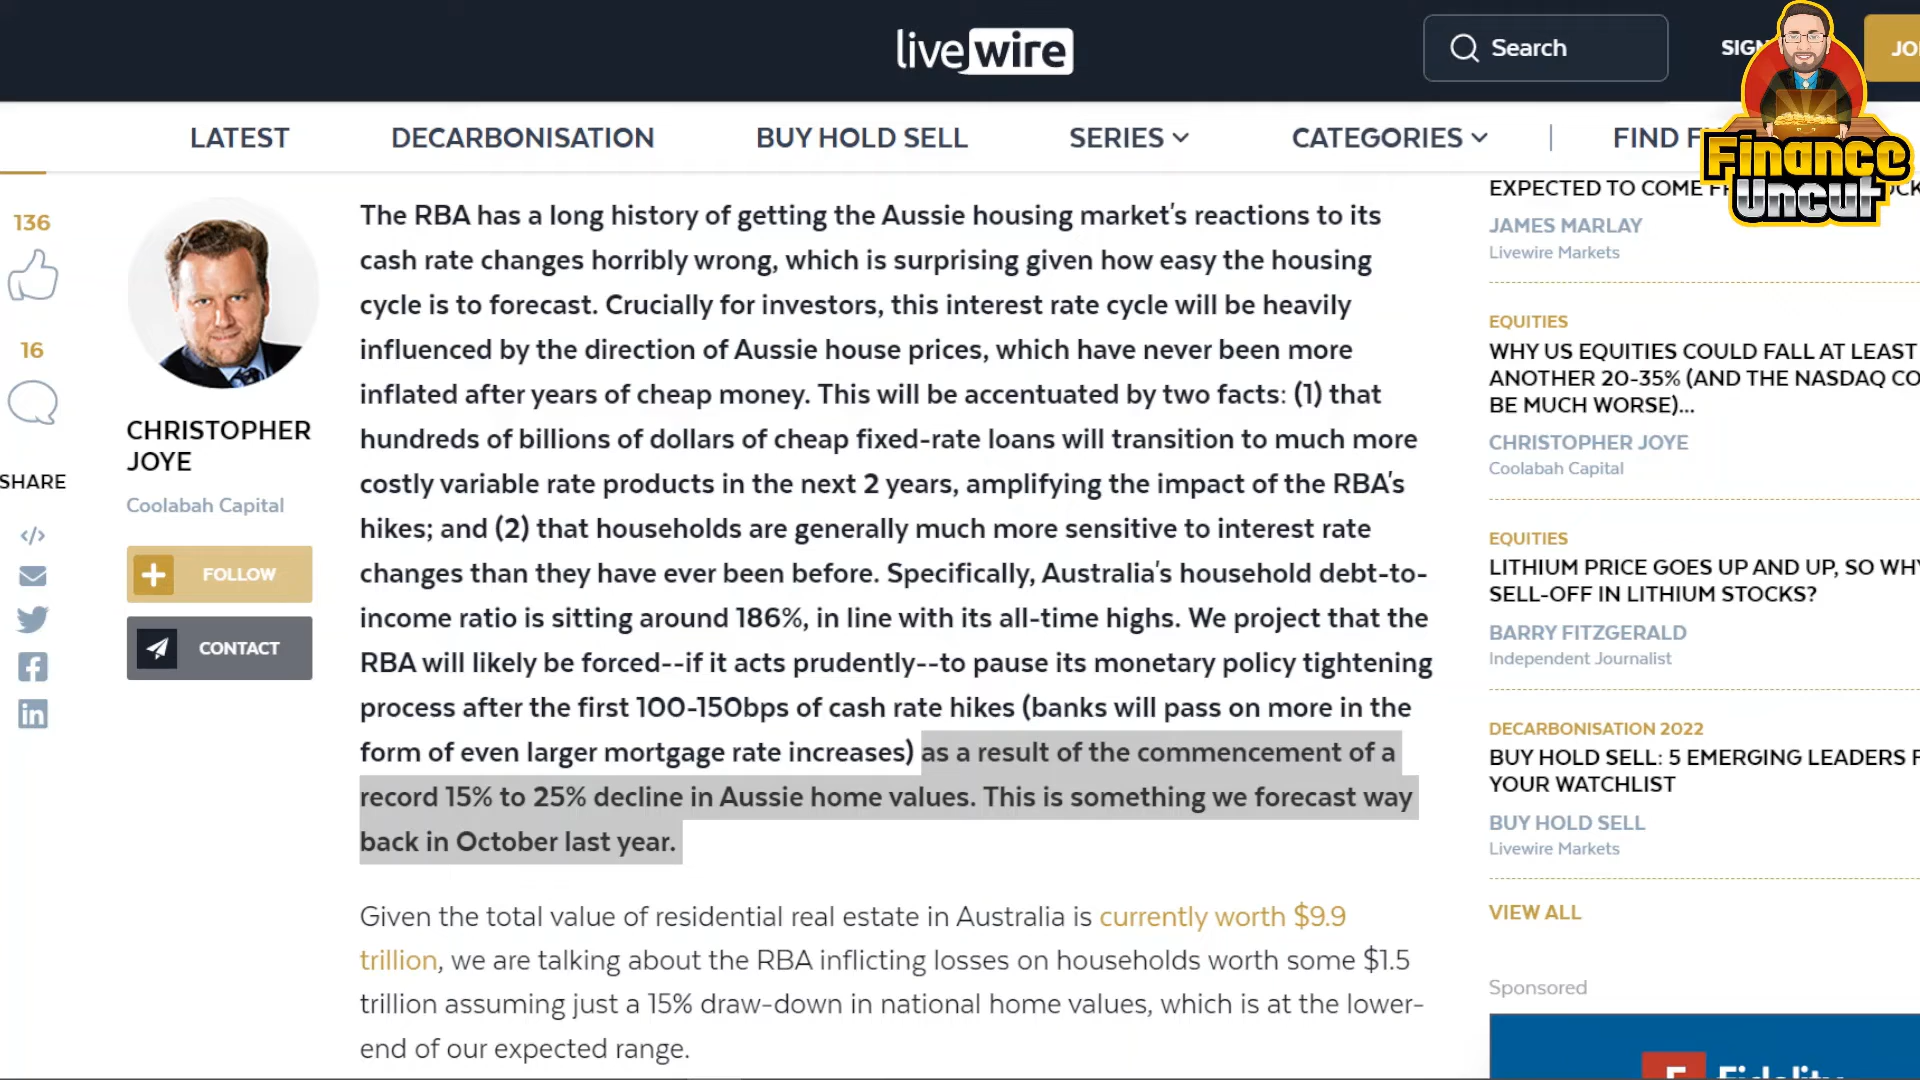 livewire
Search
SIGN
JO
Finance
Uncut
LATEST
DECARBONISATION
BUY HOLD SELL
SERIES
CATEGORIES
FIND
136
16
SHARE
CHRISTOPHER
JOYE
Coolabah Capital
FOLLOW
CONTACT
The RBA has a long history of getting the Aussie housing market's reactions to its
cash rate changes horribly wrong, which is surprising given how easy the housing
cycle is to forecast. Crucially for investors, this interest rate cycle will be heavily
influenced by the direction of Aussie house prices, which have never been more
inflated after years of cheap money. This will be accentuated by two facts: (1) that
hundreds of billions of dollars of cheap fixed-rate loans will transition to much more
costly variable rate products in the next 2 years, amplifying the impact of the RBA's
hikes; and (2) that households are generally much more sensitive to interest rate
changes than they have ever been before. Specifically, Australia's household debt-to-
income ratio is sitting around 186%, in line with its all-time highs. We project that the
RBA will likely be forced--if it acts prudently--to pause its monetary policy tightening
process after the first 100-150bps of cash rate hikes (banks will pass on more in the
form of even larger mortgage rate increases) as a result of the commencement of a
record 15% to 25% decline in Aussie home values. This is something we forecast way
back in October last year.
Given the total value of residential real estate in Australia is currently worth $9.9
trillion, we are talking about the RBA inflicting losses on households worth some $1.5
trillion assuming just a 15% draw-down in national home values, which is at the lower-
end of our expected range.
EXPECTED TO COME
JAMES MARLAY
Livewire Markets
EQUITIES
WHY US EQUITIES COULD FALL AT LEAST
ANOTHER 20-35% (AND THE NASDAQ CO
BE MUCH WORSE)...
CHRISTOPHER JOYE
Coolabah Capital
EQUITIES
LITHIUM PRICE GOES UP AND UP, SO WHY
SELL-OFF IN LITHIUM STOCKS?
BARRY FITZGERALD
Independent Journalist
DECARBONISATION 2022
BUY HOLD SELL: 5 EMERGING LEADERS F
YOUR WATCHLIST
BUY HOLD SELL
Livewire Markets
VIEW ALL
Sponsored
Fidelity